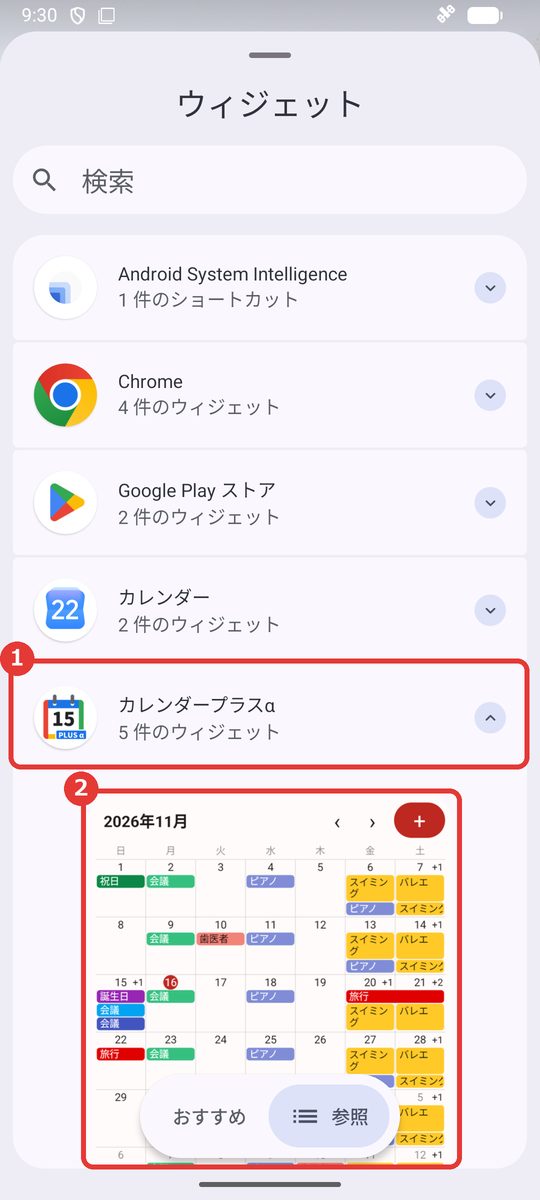 9:30
ウィジェット
検索
Android System Intelligence
1 件のショートカット
Chrome
4 件のウィジェット
Google Play ストア
2 件のウィジェット
22
カレンダー
2 件のウィジェット
1
15
PLUS α
カレンダープラスα
5 件のウィジェット
2
2026年11月
‹ › +
日 月 火 水 木 金 土
1 2 3 4 5 6 7 +1
祝日 会議 ピアノ スイミング バレエ
ピアノ スイミング
8 9 10 11 12 13 14 +1
会議 歯医者 ピアノ スイミング バレエ
ピアノ スイミング
15 +1 16 17 18 19 20 +1 21 +2
誕生日 会議 ピアノ 旅行
会議 スイミング バレエ
会議
22 23 24 25 26 27 28 +1
旅行 会議 ピアノ スイミング バレエ
スイミング
29 5 +1
バレエ
スイミング
おすすめ 参照
6 12 +1